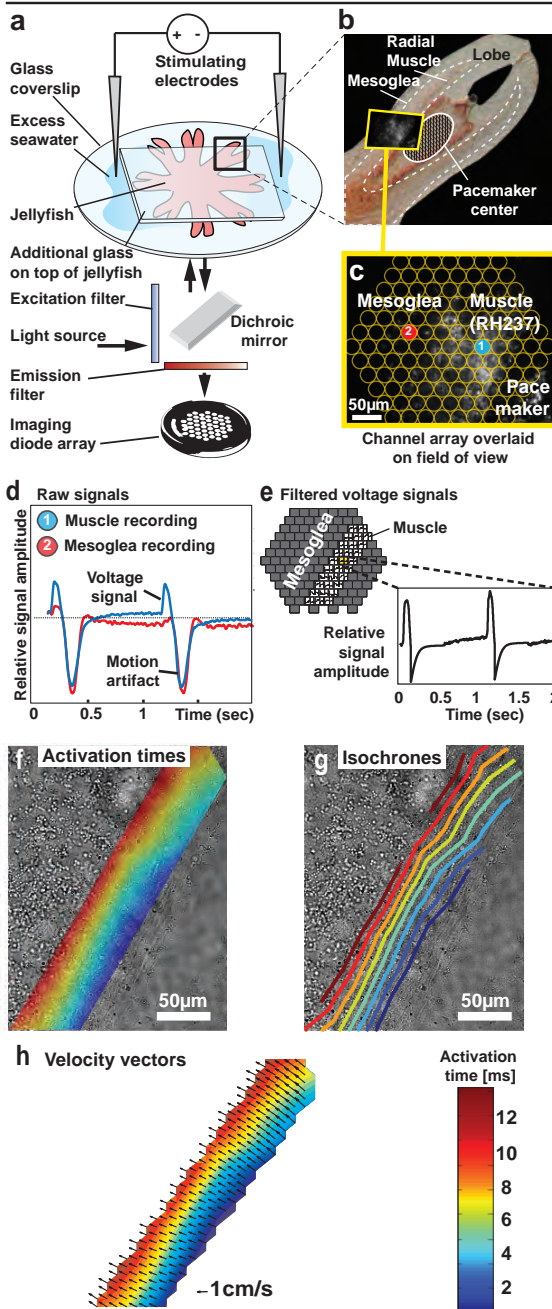 a
+ -
Stimulating
electrodes
Glass
coverslip
Excess
seawater
Jellyfish
Additional glass
on top of jellyfish
Excitation filter
Light source
Dichroic
mirror
Emission
filter
Imaging
diode array
b
Radial
Muscle
Mesoglea
Lobe
Pacemaker
center
c
Mesoglea
Muscle
(RH237)
2
1
Pace
maker
50µm
Channel array overlaid
on field of view
d Raw signals
1 Muscle recording
2 Mesoglea recording
Relative signal amplitude
Voltage
signal
Motion
artifact
0 0.5 1 Time (sec)
e Filtered voltage signals
Mesoglea
Muscle
Relative
signal
amplitude
0 0.5 1 2
Time (sec)
f Activation times
50µm
g Isochrones
50µm
h Velocity vectors
1cm/s
Activation
time [ms]
12
10
8
6
4
2